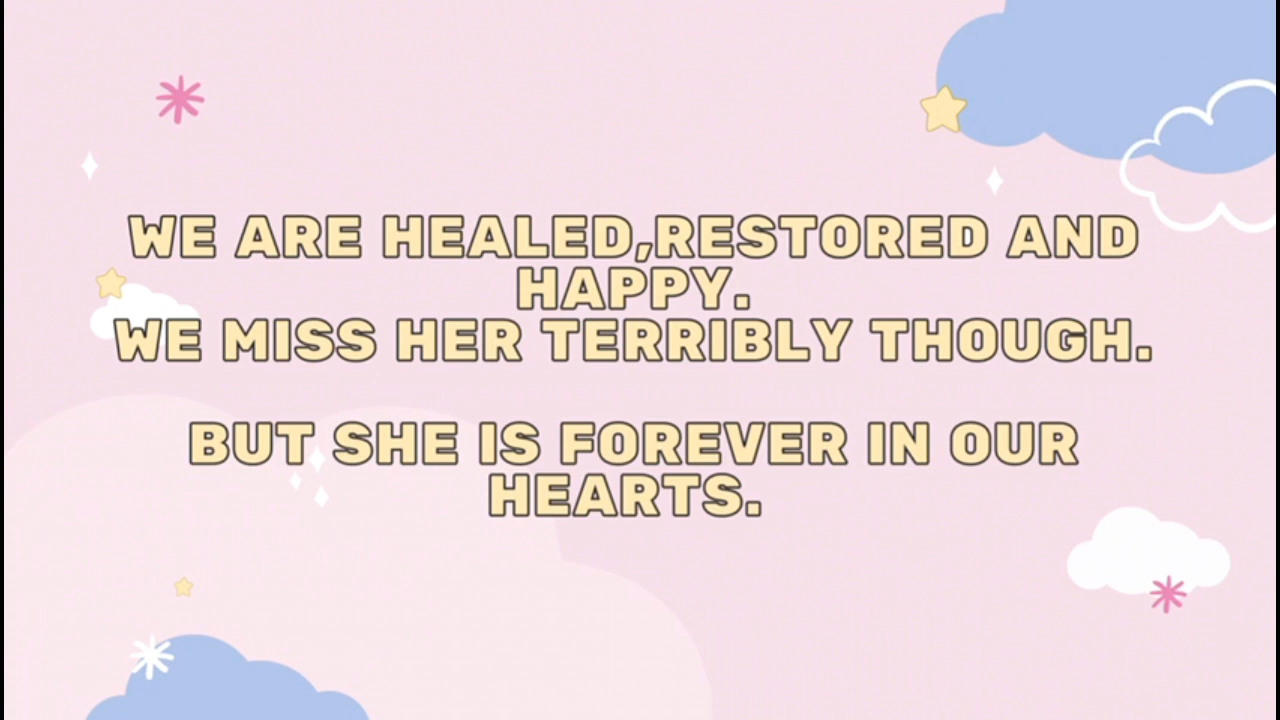 WE ARE HEALED,RESTORED AND
HAPPY.
WE MISS HER TERRIBLY THOUGH.
BUT SHE IS FOREVER IN OUR
HEARTS.